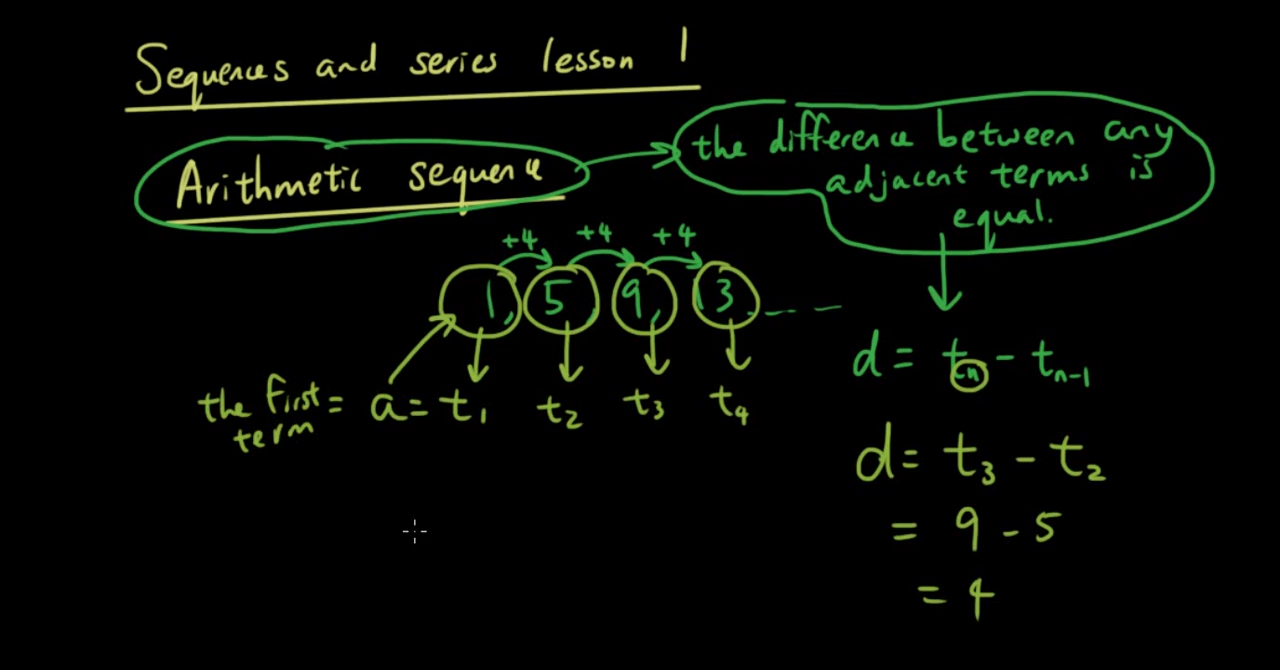 Sequences and series lesson 1
Arithmetic sequence
the difference between any
adjacent terms is
equal.
+4 +4 +4
1, 5, 9, 13
d = tn - tn-1
the first term = a = t1 t2 t3 t4
d = t3 - t2
= 9 - 5
= 4